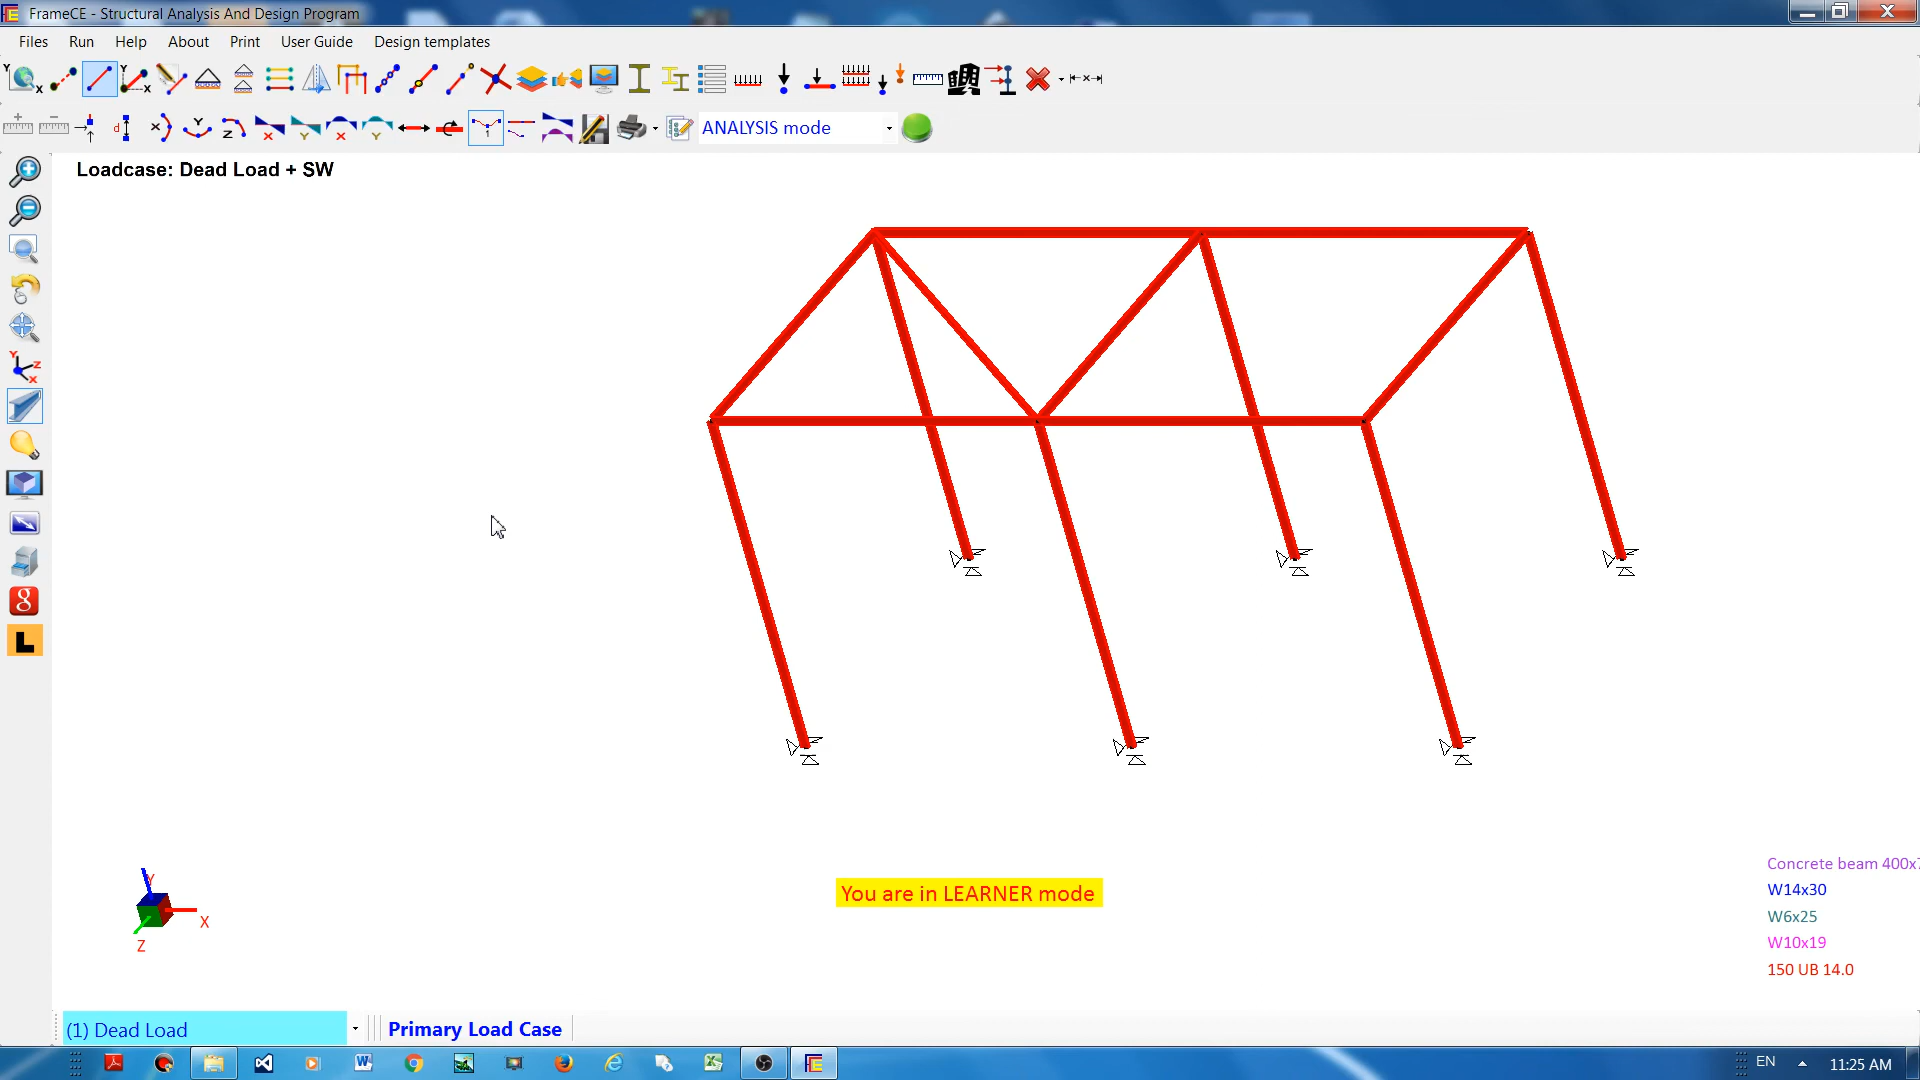 FrameCE - Structural Analysis And Design Program
Files Run Help About Print User Guide Design templates
ANALYSIS mode
Loadcase: Dead Load + SW
Y
X
Z
You are in LEARNER mode
Concrete beam 400x7
W14x30
W6x25
W10x19
150 UB 14.0
(1) Dead Load
Primary Load Case
EN
11:25 AM